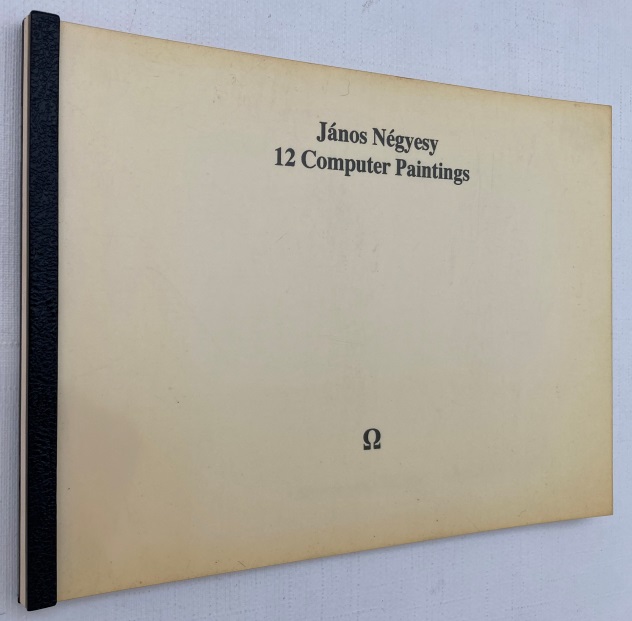 János Négyesy
12 Computer Paintings
Ω